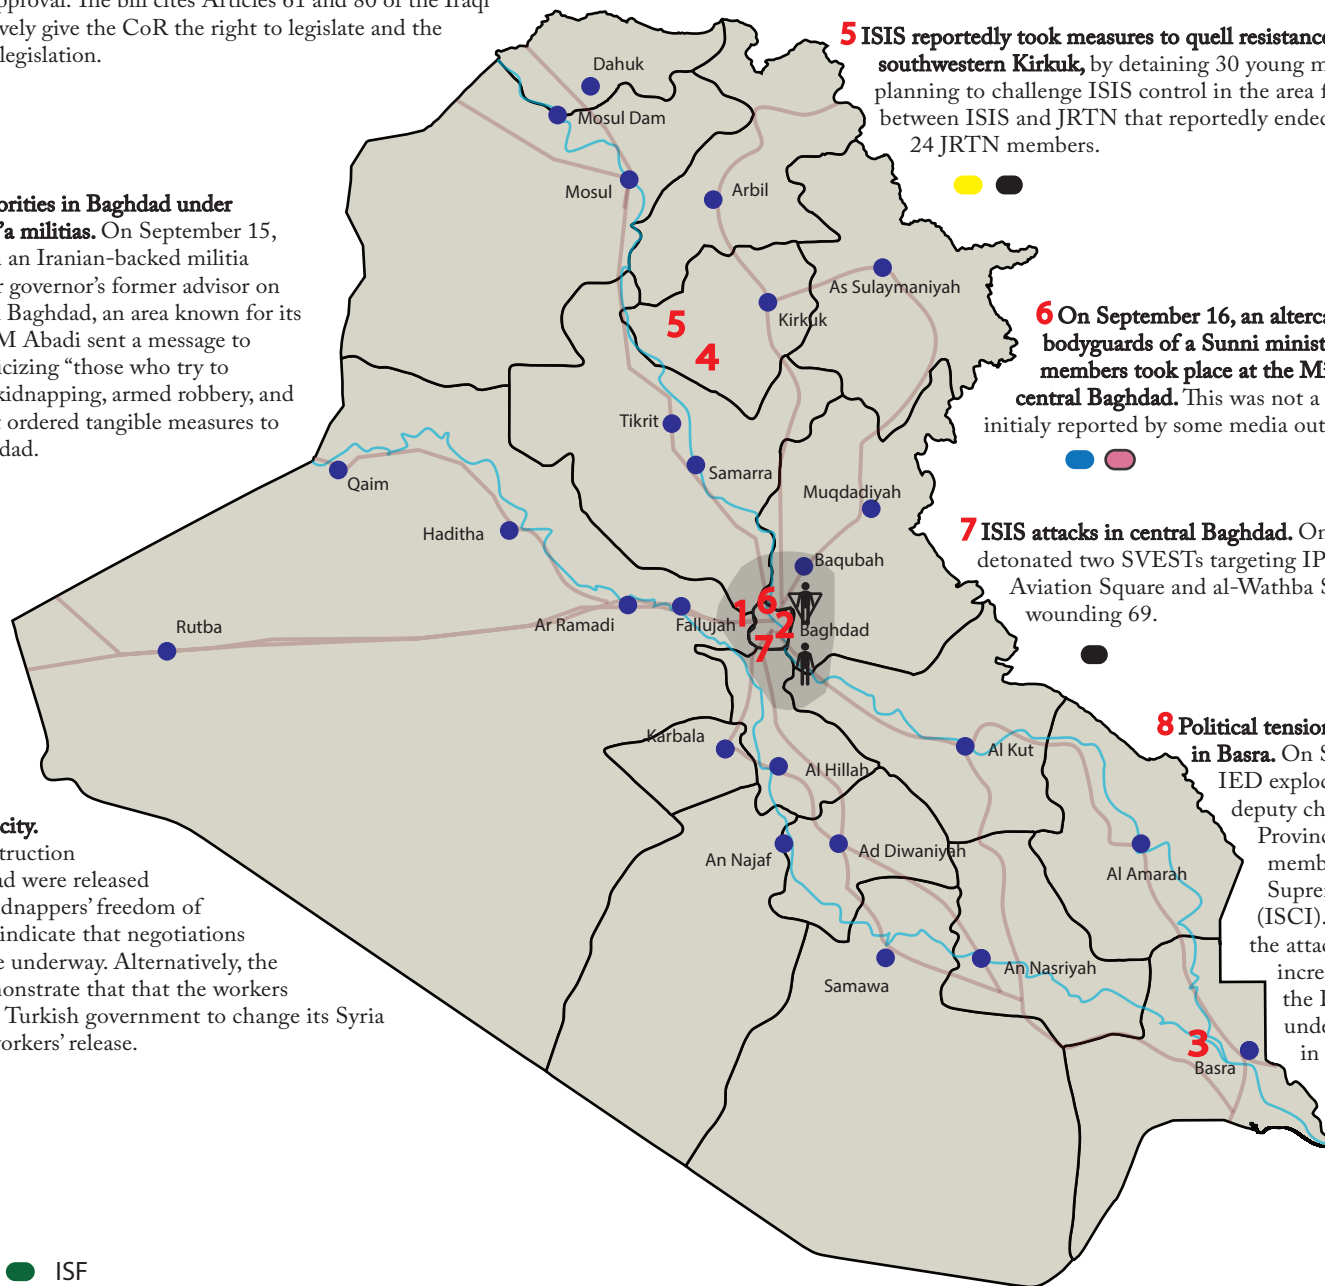 approval. The bill cites Articles 61 and 80 of the Iraqi
vely give the CoR the right to legislate and the
legislation.
orities in Baghdad under
'a militias. On September 15,
an Iranian-backed militia
r governor's former advisor on
Baghdad, an area known for its
M Abadi sent a message to
icizing "those who try to
kidnapping, armed robbery, and
t ordered tangible measures to
dad.
city.
truction
ad were released
dnappers' freedom of
indicate that negotiations
e underway. Alternatively, the
monstrate that that the workers
Turkish government to change its Syria
workers' release.
ISF
5 ISIS reportedly took measures to quell resistance
southwestern Kirkuk, by detaining 30 young m
planning to challenge ISIS control in the area f
between ISIS and JRTN that reportedly ended
24 JRTN members.
6 On September 16, an alterca
bodyguards of a Sunni minist
members took place at the Mi
central Baghdad. This was not a
initialy reported by some media out
7 ISIS attacks in central Baghdad. On
detonated two SVESTs targeting IP
Aviation Square and al-Wathba S
wounding 69.
8 Political tension
in Basra. On S
IED exploc
deputy ch
Provinc
memb
Suprem
(ISCI).
the attac
incre
the I
unde
in
Dahuk
Mosul Dam
Mosul
Arbil
As Sulaymaniyah
Kirkuk
5
4
Tikrit
Samarra
Qaim
Muqdadiyah
Haditha
Baqubah
6
1
2
Rutba
Ar Ramadi
Fallujah
Baghdad
7
Karbala
Al Kut
Al Hillah
An Najaf
Ad Diwaniyah
Al Amarah
An Nasriyah
Samawa
3
Basra